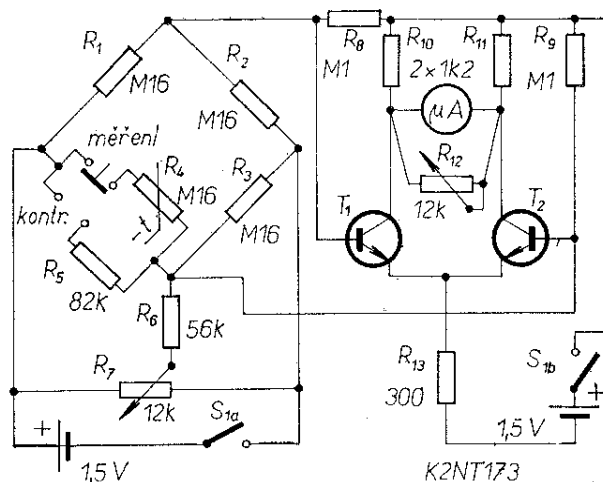 R1
M16
R2
M16
měření
kontr.
R4
M16
-t
R3
M16
R5
82k
R6
56k
R7
12k
S1a
+
1,5 V
R8
M1
R10
R11
2×1k2
R9
M1
μA
R12
12k
T1
T2
R13
300
S1b
+
1,5 V
K2NT173